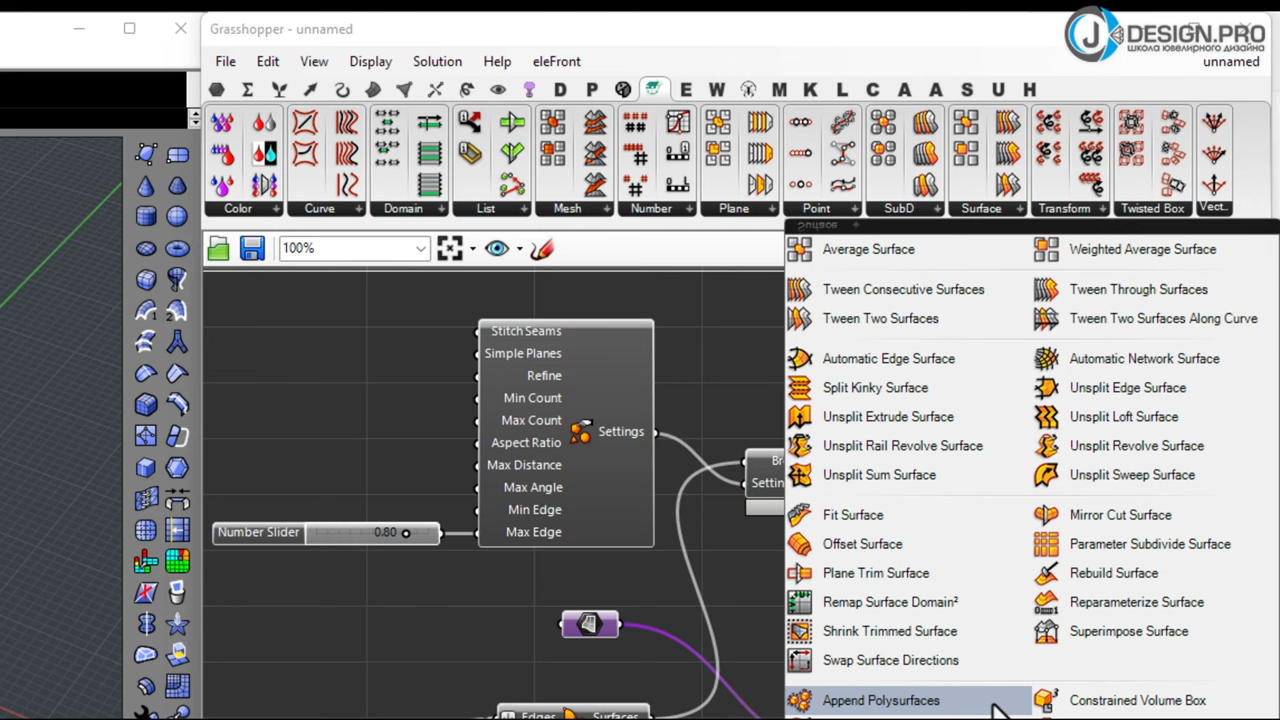 Grasshopper - unnamed
J DESIGN.PRO
школа ювелирного дизайна
File Edit View Display Solution Help eleFront
unnamed
D P E W M K L C A A S U H
Color Curve Domain List Mesh Number Plane Point SubD Surface Transform Twisted Box Vect..
100%
Surface
Average Surface Weighted Average Surface
Tween Consecutive Surfaces Tween Through Surfaces
Tween Two Surfaces Tween Two Surfaces Along Curve
Automatic Edge Surface Automatic Network Surface
Split Kinky Surface Unsplit Edge Surface
Unsplit Extrude Surface Unsplit Loft Surface
Unsplit Rail Revolve Surface Unsplit Revolve Surface
Unsplit Sum Surface Unsplit Sweep Surface
Fit Surface Mirror Cut Surface
Offset Surface Parameter Subdivide Surface
Plane Trim Surface Rebuild Surface
Remap Surface Domain² Reparameterize Surface
Shrink Trimmed Surface Superimpose Surface
Swap Surface Directions
Append Polysurfaces Constrained Volume Box
Stitch Seams
Simple Planes
Refine
Min Count
Max Count
Aspect Ratio
Max Distance
Max Angle
Min Edge
Max Edge
Settings
Br
Settin
Number Slider 0.80
Edges Surfaces